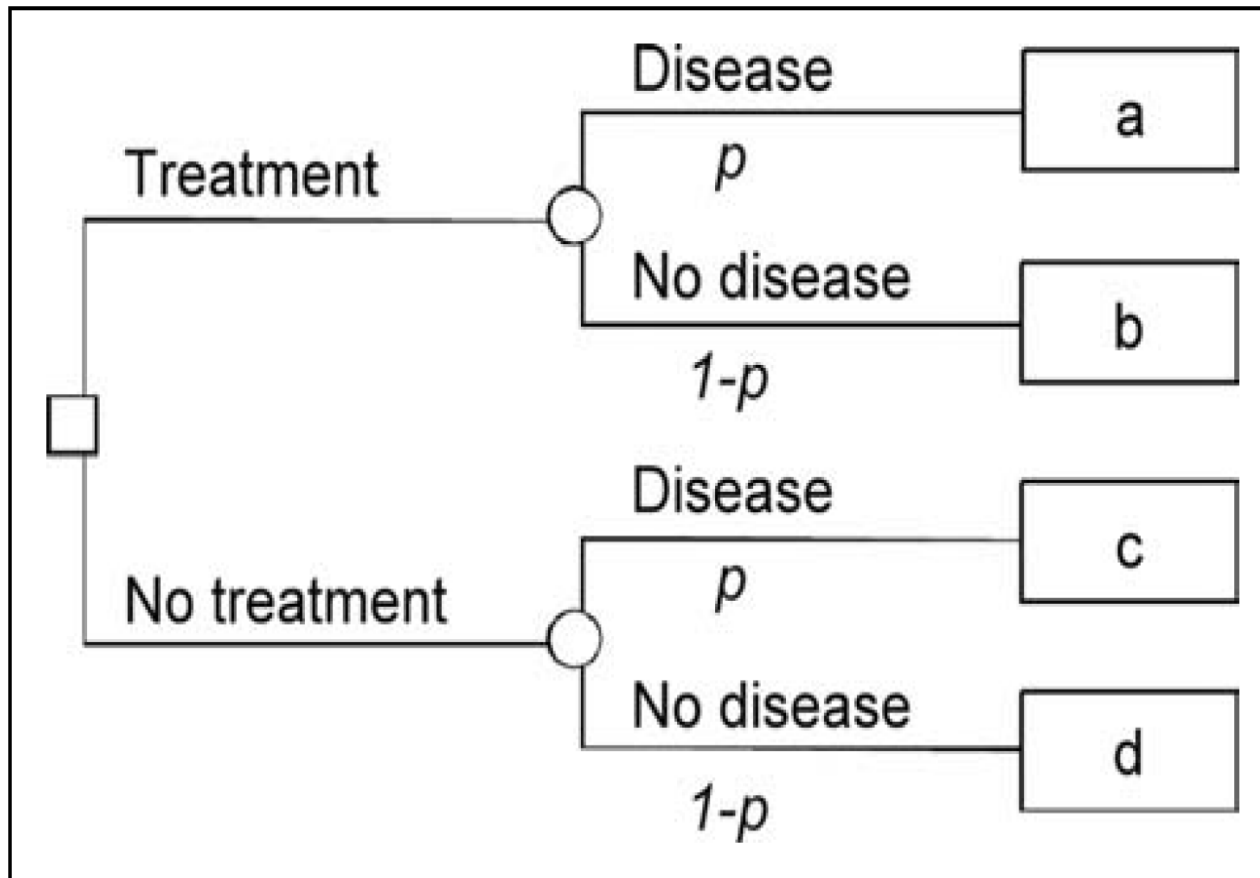 Disease
a
p
Treatment
No disease
b
1-p
Disease
c
p
No treatment
No disease
d
1-p